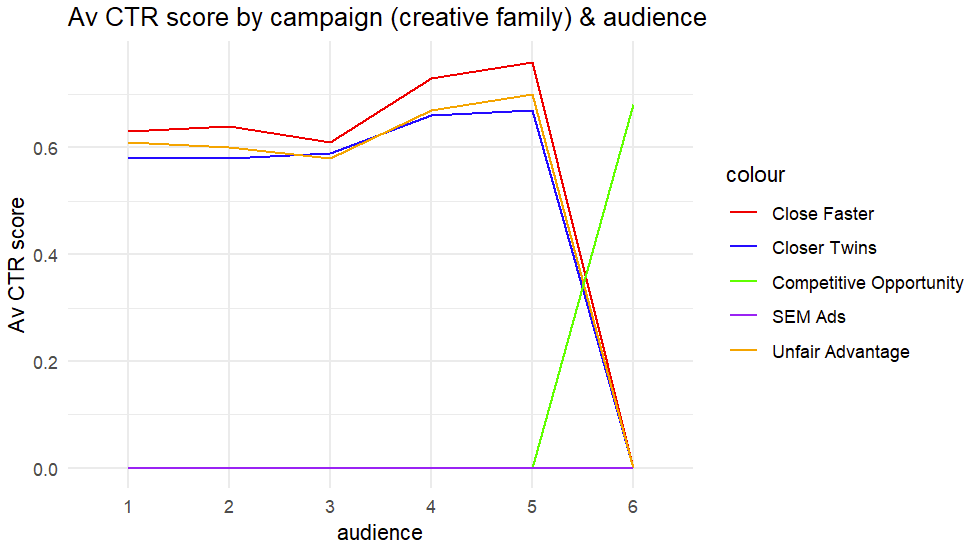 Av CTR score by campaign (creative family) & audience
Av CTR score
0.6
0.4
0.2
0.0
1 2 3 4 5 6
audience
colour
Close Faster
Closer Twins
Competitive Opportunity
SEM Ads
Unfair Advantage